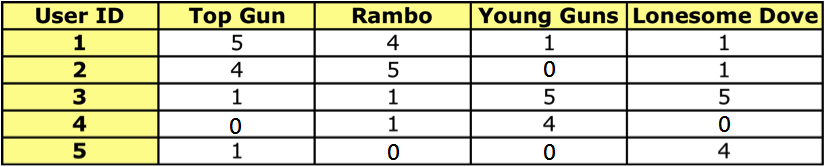 User ID Top Gun Rambo Young Guns Lonesome Dove
1 5 4 1 1
2 4 5 0 1
3 1 1 5 5
4 0 1 4 0
5 1 0 0 4